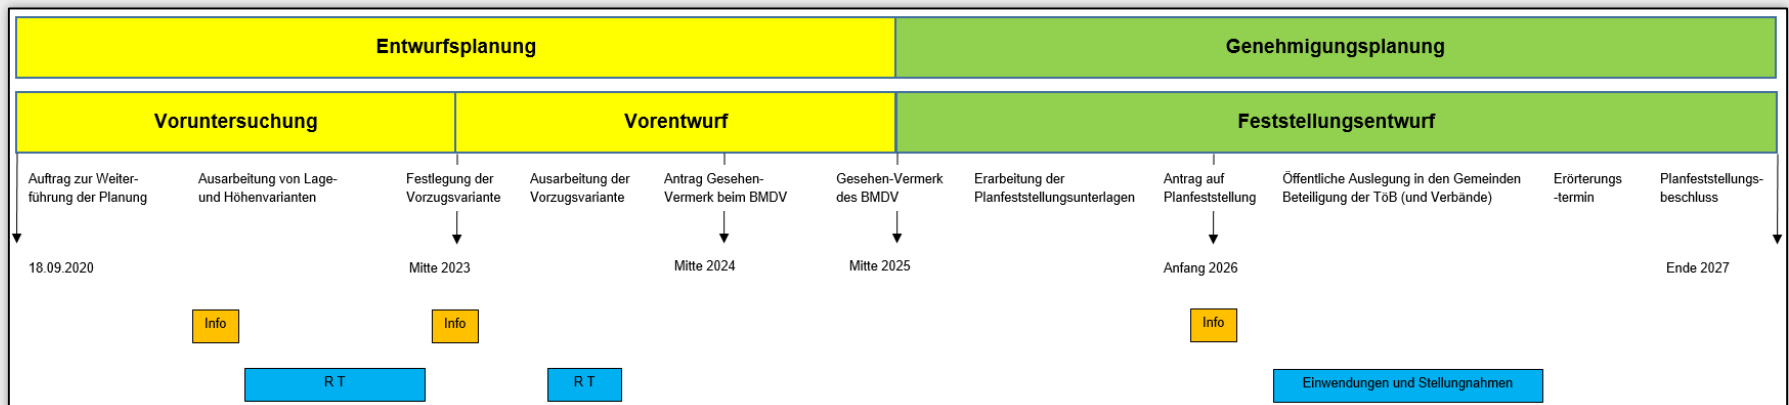 Entwurfsplanung
Genehmigungsplanung
Voruntersuchung
Vorentwurf
Feststellungsentwurf
Auftrag zur Weiter-
führung der Planung
Ausarbeitung von Lage-
und Höhenvarianten
Festlegung der
Vorzugsvariante
Ausarbeitung der
Vorzugsvariante
Antrag Gesehen-
Vermerk beim BMDV
Gesehen-Vermerk
des BMDV
Erarbeitung der
Planfeststellungsunterlagen
Antrag auf
Planfeststellung
Öffentliche Auslegung in den Gemeinden
Beteiligung der TöB (und Verbände)
Erörterungs
-termin
Planfeststellungs-
beschluss
18.09.2020
Mitte 2023
Mitte 2024
Mitte 2025
Anfang 2026
Ende 2027
Info
Info
Info
R T
R T
Einwendungen und Stellungnahmen